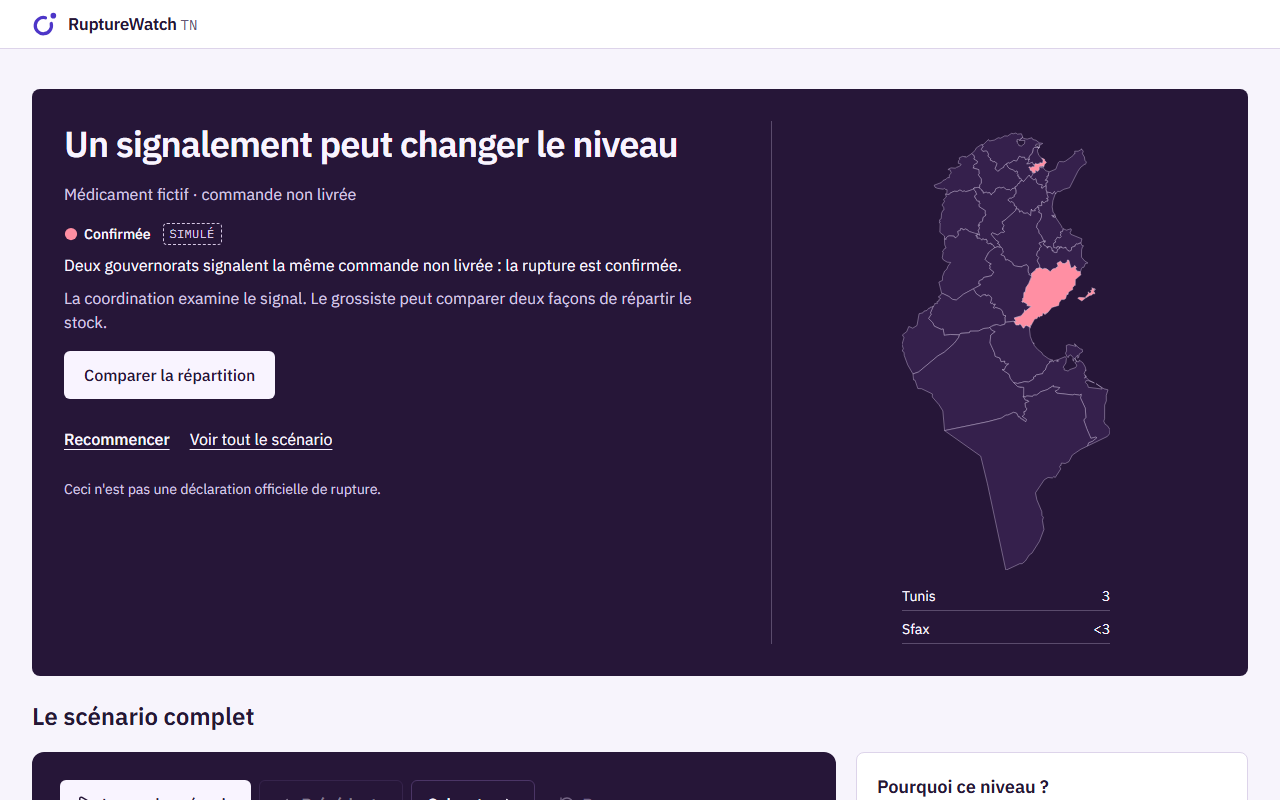 RuptureWatch TN
Un signalement peut changer le niveau
Médicament fictif · commande non livrée
Confirmée SIMULÉ
Deux gouvernorats signalent la même commande non livrée : la rupture est confirmée.
La coordination examine le signal. Le grossiste peut comparer deux façons de répartir le
stock.
Comparer la répartition
Recommencer Voir tout le scénario
Ceci n'est pas une déclaration officielle de rupture.
Tunis 3
Sfax <3
Le scénario complet
Pourquoi ce niveau ?